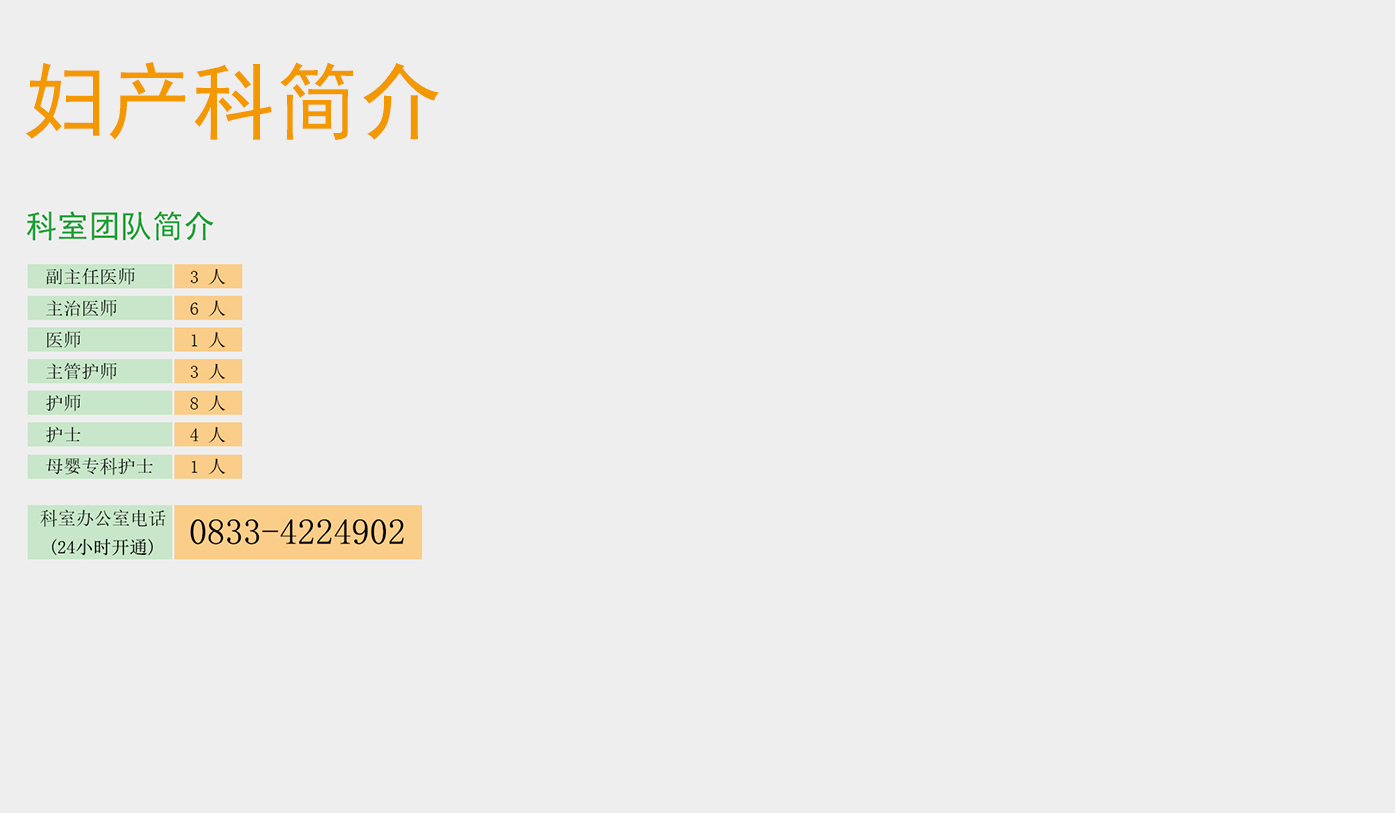 妇产科简介
科室团队简介
副主任医师 3 人
主治医师 6 人
医师 1 人
主管护师 3 人
护师 8 人
护士 4 人
母婴专科护士 1 人
科室办公室电话
(24小时开通)
0833-4224902